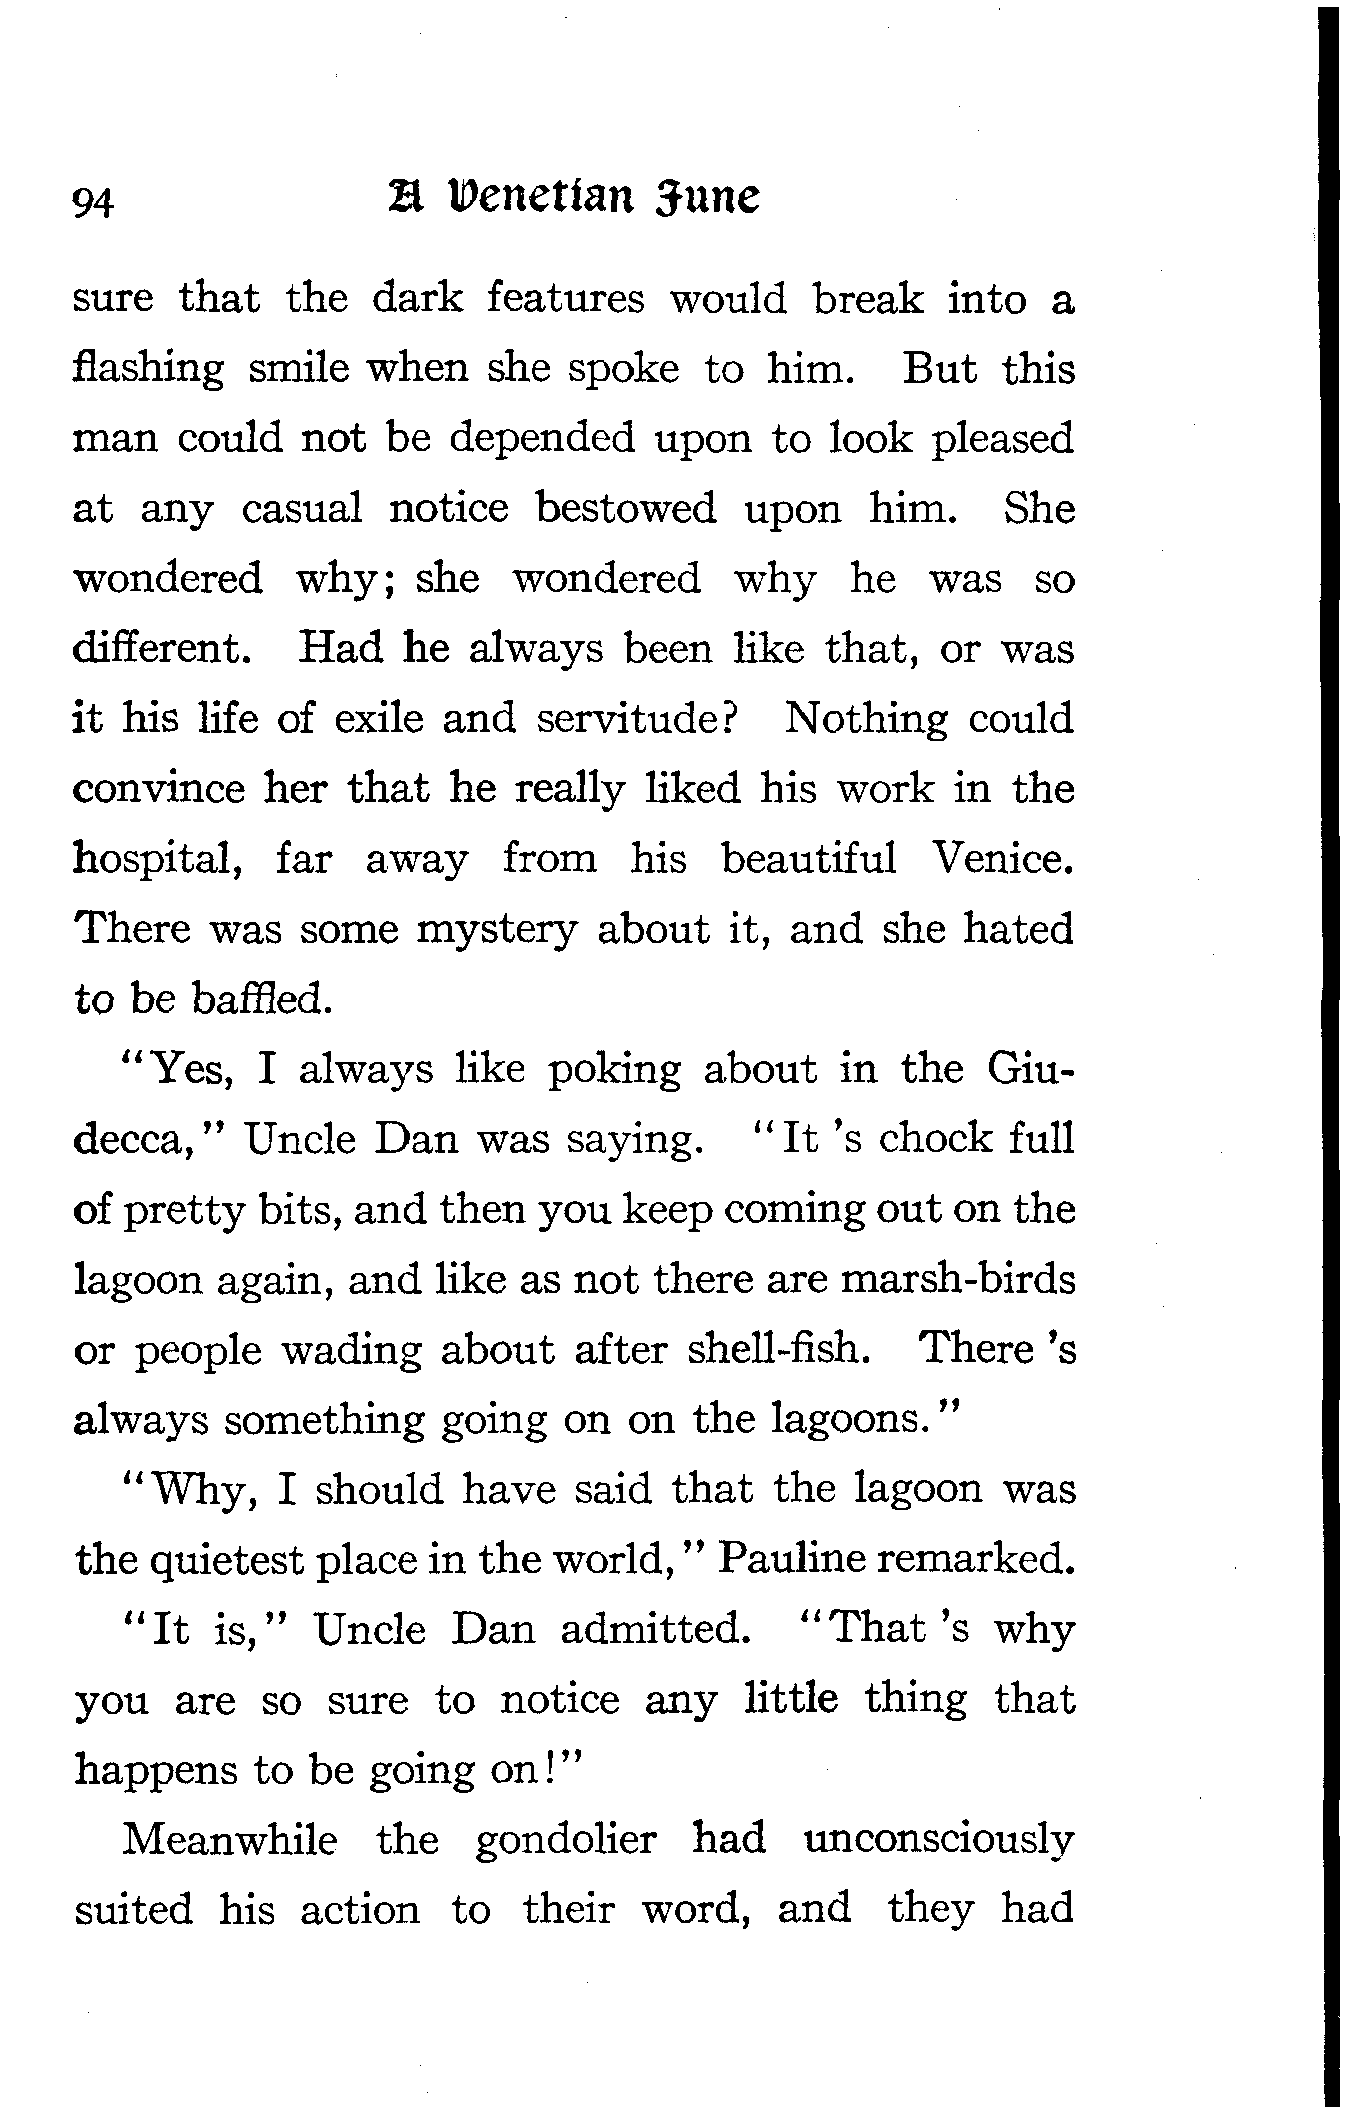 94 A Venetian June
sure that the dark features would break into a
flashing smile when she spoke to him. But this
man could not be depended upon to look pleased
at any casual notice bestowed upon him. She
wondered why; she wondered why he was so
different. Had he always been like that, or was
it his life of exile and servitude? Nothing could
convince her that he really liked his work in the
hospital, far away from his beautiful Venice.
There was some mystery about it, and she hated
to be baffled.
"Yes, I always like poking about in the Giu-
decca," Uncle Dan was saying. "It 's chock full
of pretty bits, and then you keep coming out on the
lagoon again, and like as not there are marsh-birds
or people wading about after shell-fish. There 's
always something going on on the lagoons."
"Why, I should have said that the lagoon was
the quietest place in the world," Pauline remarked.
"It is," Uncle Dan admitted. "That 's why
you are so sure to notice any little thing that
happens to be going on!"
Meanwhile the gondolier had unconsciously
suited his action to their word, and they had